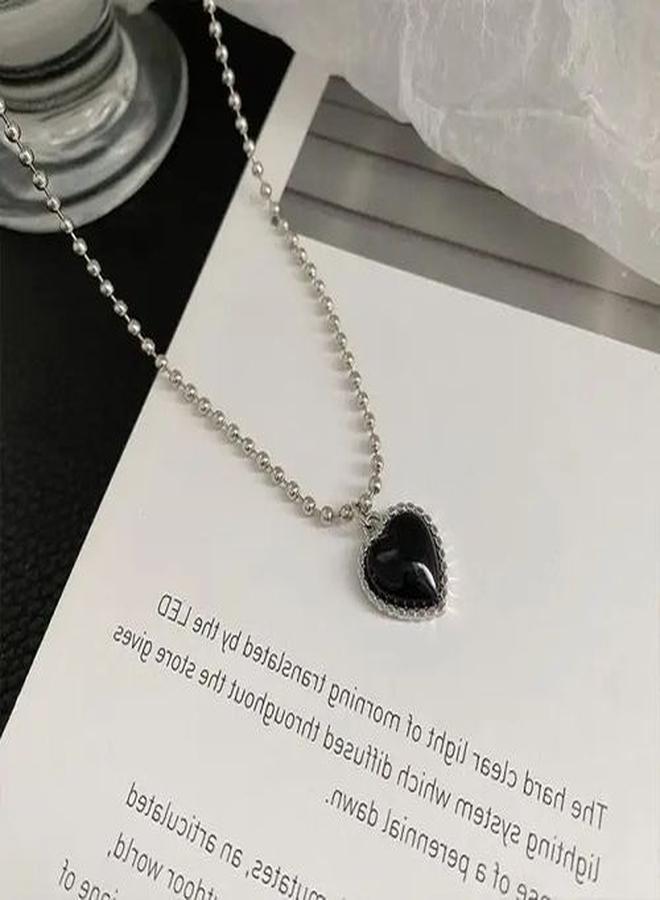 The hard clear light of morning translated by the LED
lighting system which diffused throughout the store gives
of a perennial dawn.
mutates, an articulated
world,
of